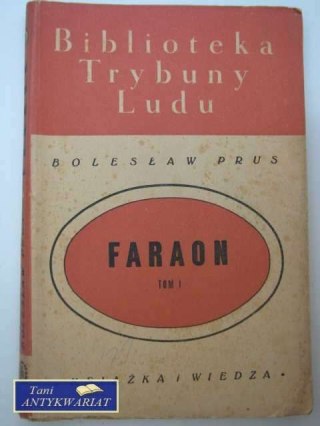 Biblioteka
Trybuny
Ludu
BOLESŁAW PRUS
FARAON
TOM I
KSIĄŻKA I WIEDZA •
Tani
ANTYKWARIAT